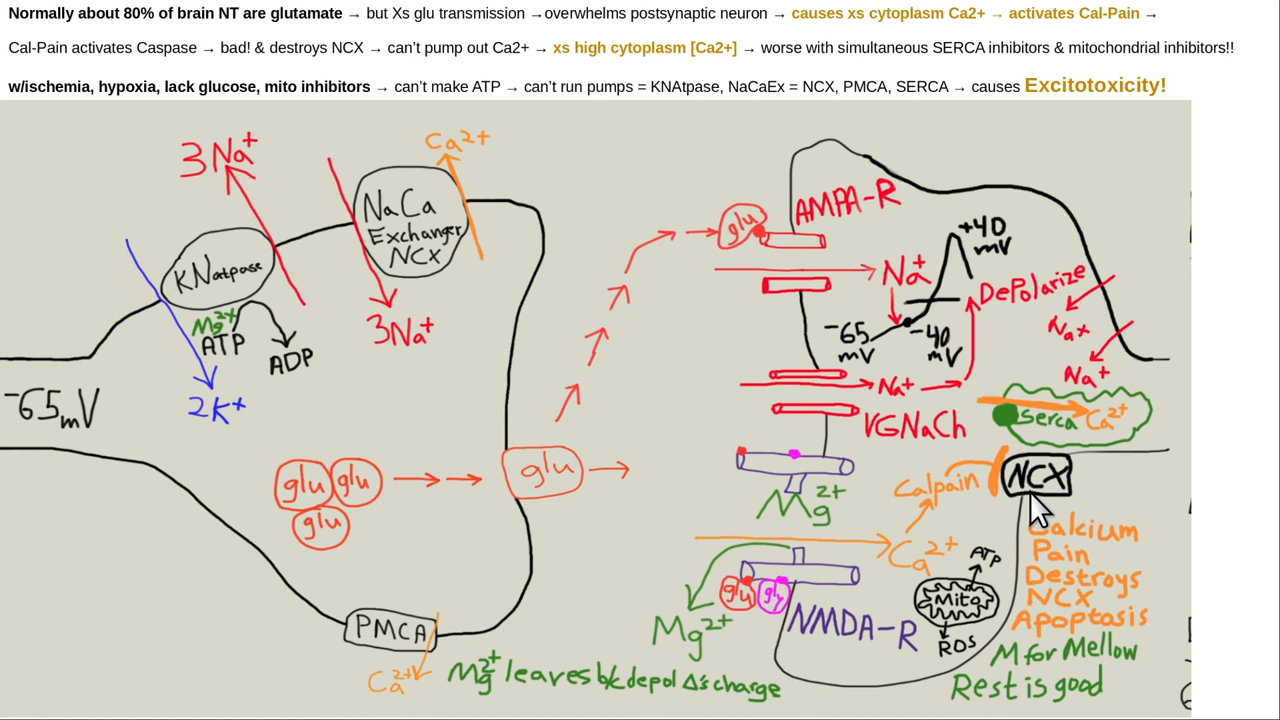 Normally about 80% of brain NT are glutamate → but Xs glu transmission →overwhelms postsynaptic neuron → causes xs cytoplasm Ca2+ → activates Cal-Pain →
Cal-Pain activates Caspase → bad! & destroys NCX → can't pump out Ca2+ → xs high cytoplasm [Ca2+] → worse with simultaneous SERCA inhibitors & mitochondrial inhibitors!!
w/ischemia, hypoxia, lack glucose, mito inhibitors → can't make ATP → can't run pumps = KNAtpase, NaCaEx = NCX, PMCA, SERCA → causes Excitotoxicity!
3Na+
Ca2+
NaCa
Exchanger
NCX
KNatpase
Mg2+
ATP
ADP
3Na+
2K+
-65mV
glu glu
glu
glu
PMCA
Ca2+
Mg2+ leaves b/c depol Δ's charge
glu
AMPA-R
Na+
+40
mV
DePolarize
-65
mV
-40
mV
Na+
Na+
Na+
VGNaCh
Serca Ca2+
Mg2+
Calpain
NCX
Ca2+
glu gly
Mg2+
NMDA-R
ATP
Mito
ROS
Calcium
Pain
Destroys
NCX
Apoptosis
M for Mellow
Rest is good